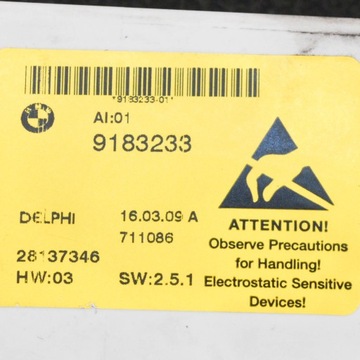 *9183233-01*
BMW
AI:01
9183233
DELPHI
16.03.09 A
711086
28137346
HW:03
SW:2.5.1
ATTENTION!
Observe Precautions
for Handling!
Electrostatic Sensitive
Devices!